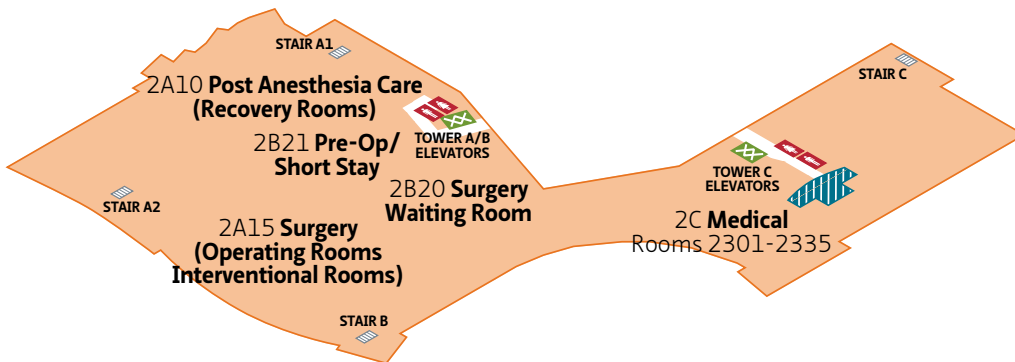 STAIR A1
2A10 Post Anesthesia Care
(Recovery Rooms)
2B21 Pre-Op/
Short Stay
TOWER A/B
ELEVATORS
2B20 Surgery
Waiting Room
STAIR A2
2A15 Surgery
(Operating Rooms
Interventional Rooms)
STAIR B
STAIR C
TOWER C
ELEVATORS
2C Medical
Rooms 2301-2335